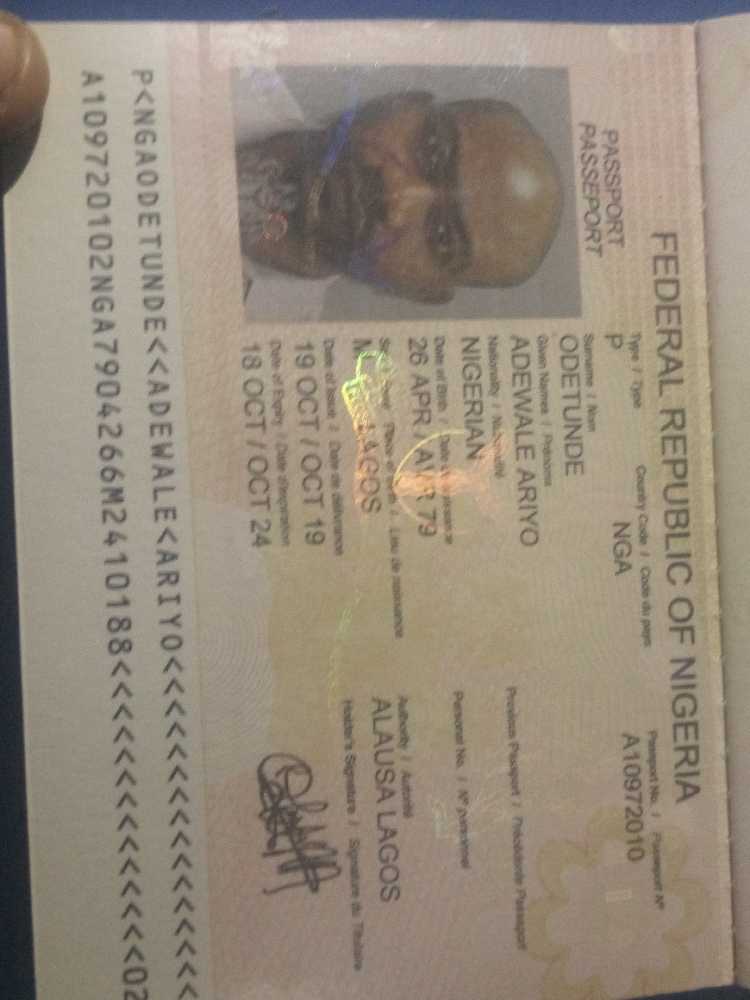 FEDERAL REPUBLIC OF NIGERIA
PASSPORT
PASSEPORT
Type / Type
Country Code / Code du pays
Passport No. / Passeport N°
P
NGA
A10972010
Surname / Nom
ODETUNDE
Given Names / Prénoms
ADEWALE ARIYO
Previous Passport / Précédente Passeport
Nationality / Nationalité
NIGERIAN
Date of Birth / Date de naissance
Personal No. / N° personnel
26 APR / AVR 79
Place of Birth / Lieu de naissance
M LAGOS
Authority / Autorité
ALAUSA LAGOS
Date of Issue / Date de délivrance
19 OCT / OCT 19
Holder's Signature / Signature du Titulaire
Date of Expiry / Date d'expiration
18 OCT / OCT 24
P<NGAODETUNDE<<ADEWALE<ARIYO<<<<<<<<<<<<<<<<
A109720102NGA7904266M2410188<<<<<<<<<<<<<<02